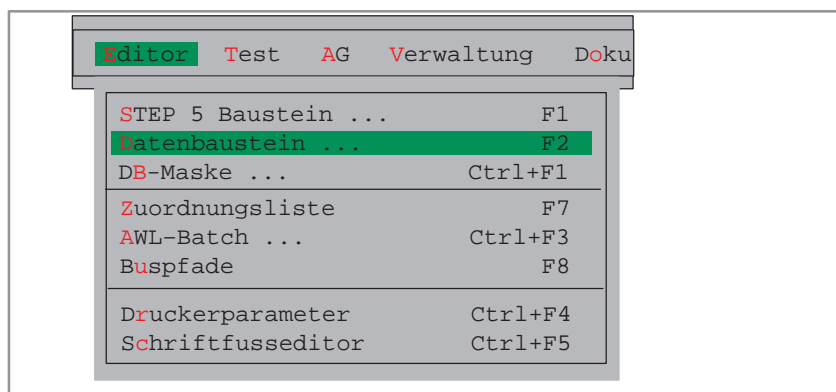 Editor Test AG Verwaltung Doku
STEP 5 Baustein ... F1
Datenbaustein ... F2
DB-Maske ... Ctrl+F1
Zuordnungsliste F7
AWL-Batch ... Ctrl+F3
Buspfade F8
Druckerparameter Ctrl+F4
Schriftfusseditor Ctrl+F5